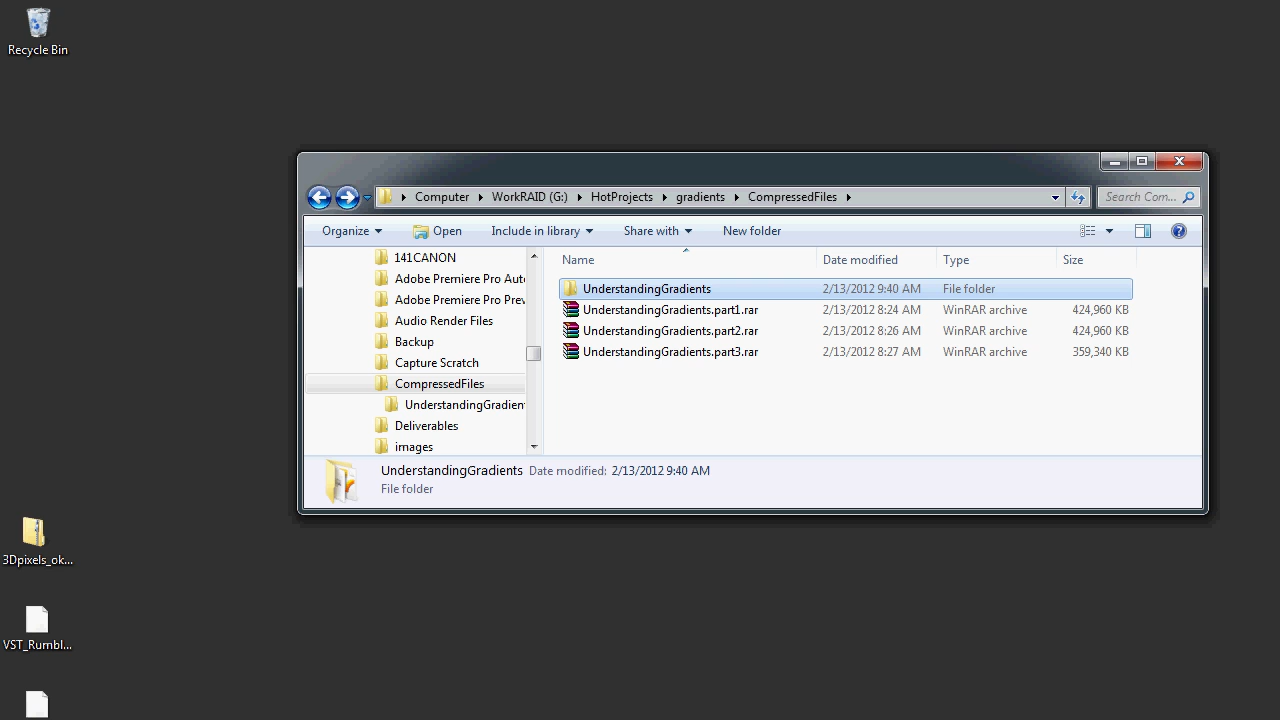 Recycle Bin
Computer WorkRAID (G:) HotProjects gradients CompressedFiles Search Com...
Organize Open Include in library Share with New folder
141CANON
Adobe Premiere Pro Aut
Adobe Premiere Pro Prev
Audio Render Files
Backup
Capture Scratch
CompressedFiles
UnderstandingGradient
Deliverables
images
Name Date modified Type Size
UnderstandingGradients 2/13/2012 9:40 AM File folder
UnderstandingGradients.part1.rar 2/13/2012 8:24 AM WinRAR archive 424,960 KB
UnderstandingGradients.part2.rar 2/13/2012 8:26 AM WinRAR archive 424,960 KB
UnderstandingGradients.part3.rar 2/13/2012 8:27 AM WinRAR archive 359,340 KB
UnderstandingGradients Date modified: 2/13/2012 9:40 AM
File folder
3Dpixels_ok...
VST_Rumbl...